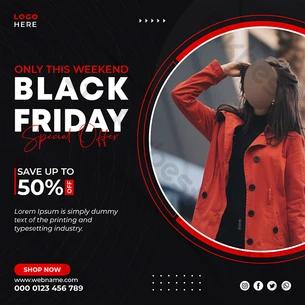 LOGO
HERE
ONLY THIS WEEKEND
BLACK
FRIDAY
Special Offer
SAVE UP TO
50% OFF
Lorem Ipsum is simply dummy
text of the printing and
typesetting industry.
SHOP NOW
www.webname.com
000 0123 456 789